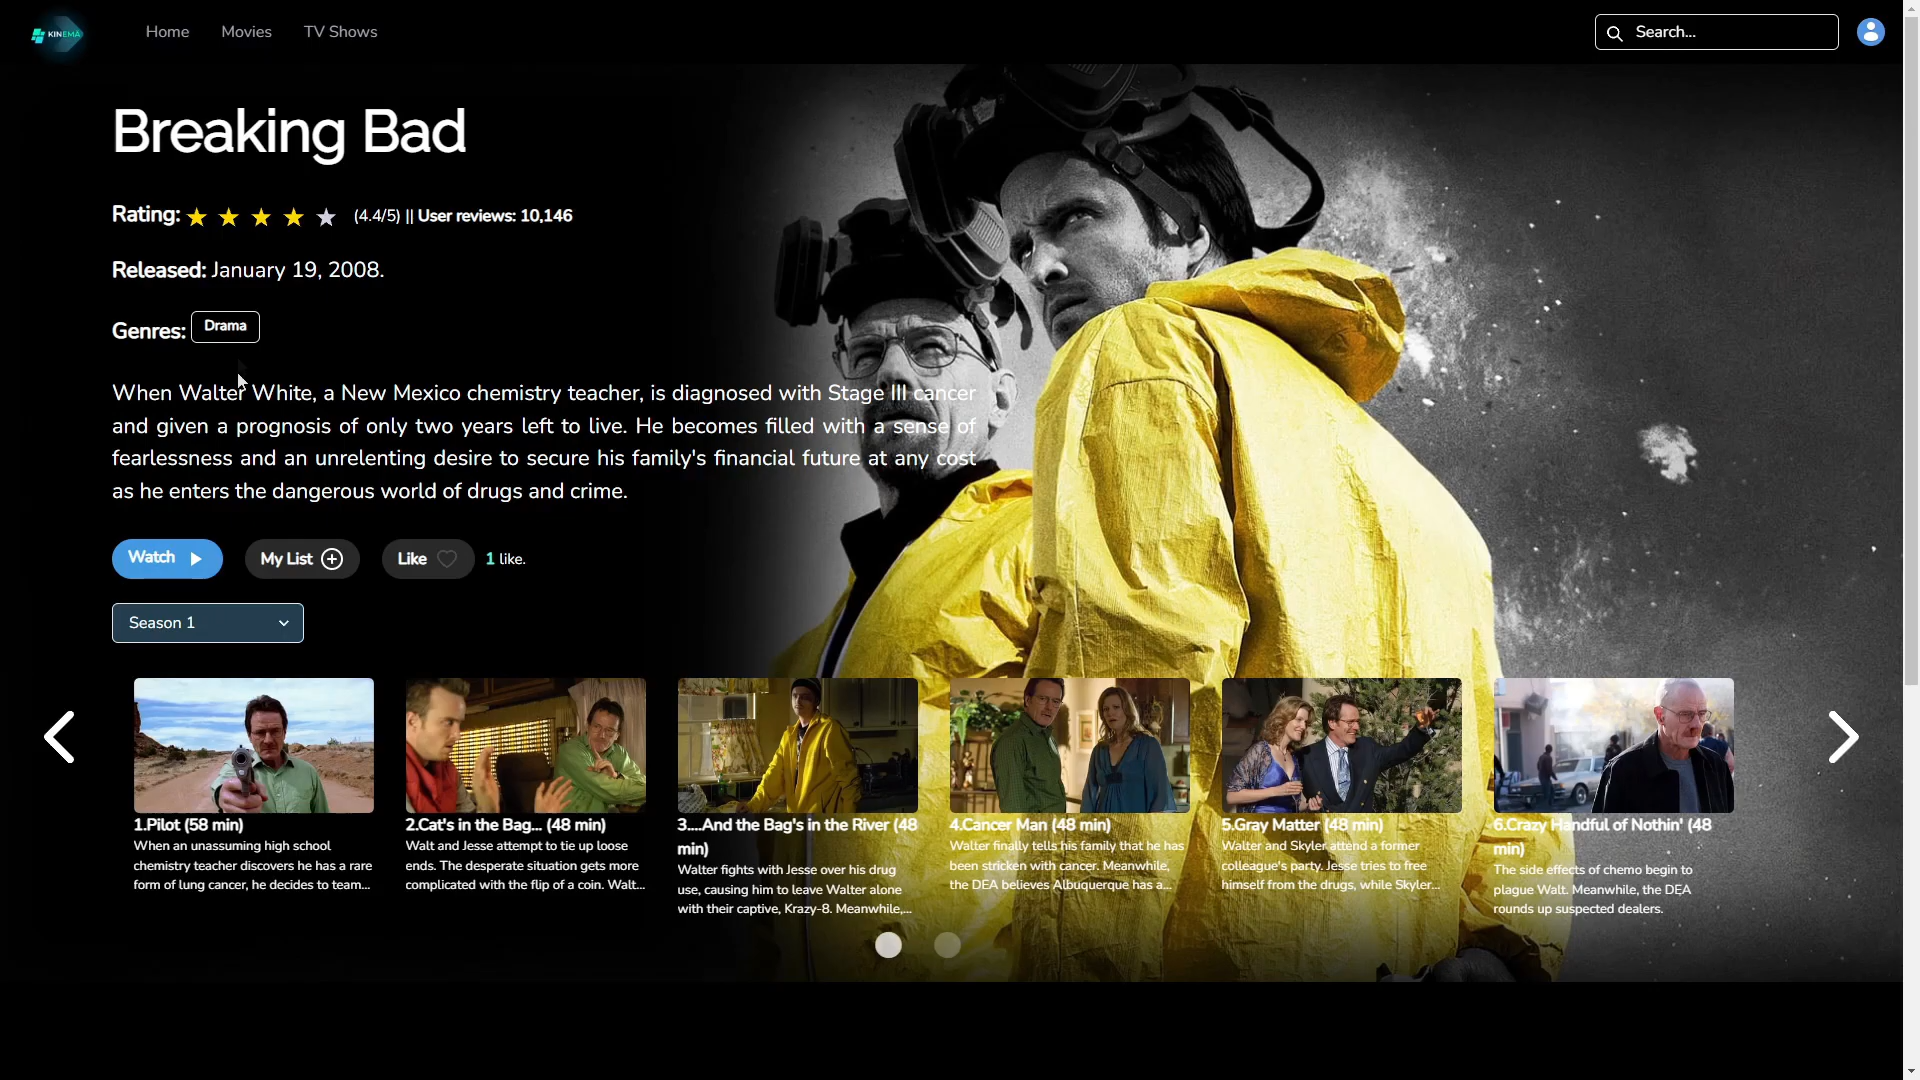 KINEMA
Home
Movies
TV Shows
Search...
Breaking Bad
Rating: (4.4/5) || User reviews: 10,146
Released: January 19, 2008.
Genres: Drama
When Walter White, a New Mexico chemistry teacher, is diagnosed with Stage III cancer
and given a prognosis of only two years left to live. He becomes filled with a sense of
fearlessness and an unrelenting desire to secure his family's financial future at any cost
as he enters the dangerous world of drugs and crime.
Watch
My List
Like
1 like.
Season 1
1.Pilot (58 min)
When an unassuming high school
chemistry teacher discovers he has a rare
form of lung cancer, he decides to team...
2.Cat's in the Bag... (48 min)
Walt and Jesse attempt to tie up loose
ends. The desperate situation gets more
complicated with the flip of a coin. Walt...
3....And the Bag's in the River (48
min)
Walter fights with Jesse over his drug
use, causing him to leave Walter alone
with their captive, Krazy-8. Meanwhile,...
4.Cancer Man (48 min)
Walter finally tells his family that he has
been stricken with cancer. Meanwhile,
the DEA believes Albuquerque has a...
5.Gray Matter (48 min)
Walter and Skyler attend a former
colleague's party. Jesse tries to free
himself from the drugs, while Skyler...
6.Crazy Handful of Nothin' (48
min)
The side effects of chemo begin to
plague Walt. Meanwhile, the DEA
rounds up suspected dealers.